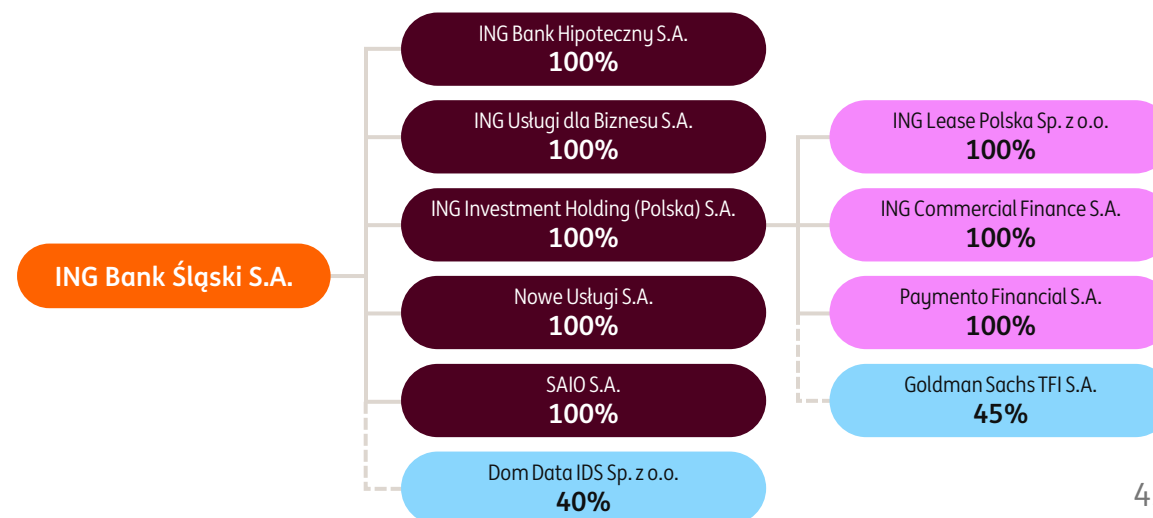 ING Bank Śląski S.A.
ING Bank Hipoteczny S.A.
100%
ING Usługi dla Biznesu S.A.
100%
ING Investment Holding (Polska) S.A.
100%
Nowe Usługi S.A.
100%
SAIO S.A.
100%
Dom Data IDS Sp. z o.o.
40%
ING Lease Polska Sp. z o.o.
100%
ING Commercial Finance S.A.
100%
Paymento Financial S.A.
100%
Goldman Sachs TFI S.A.
45%
4